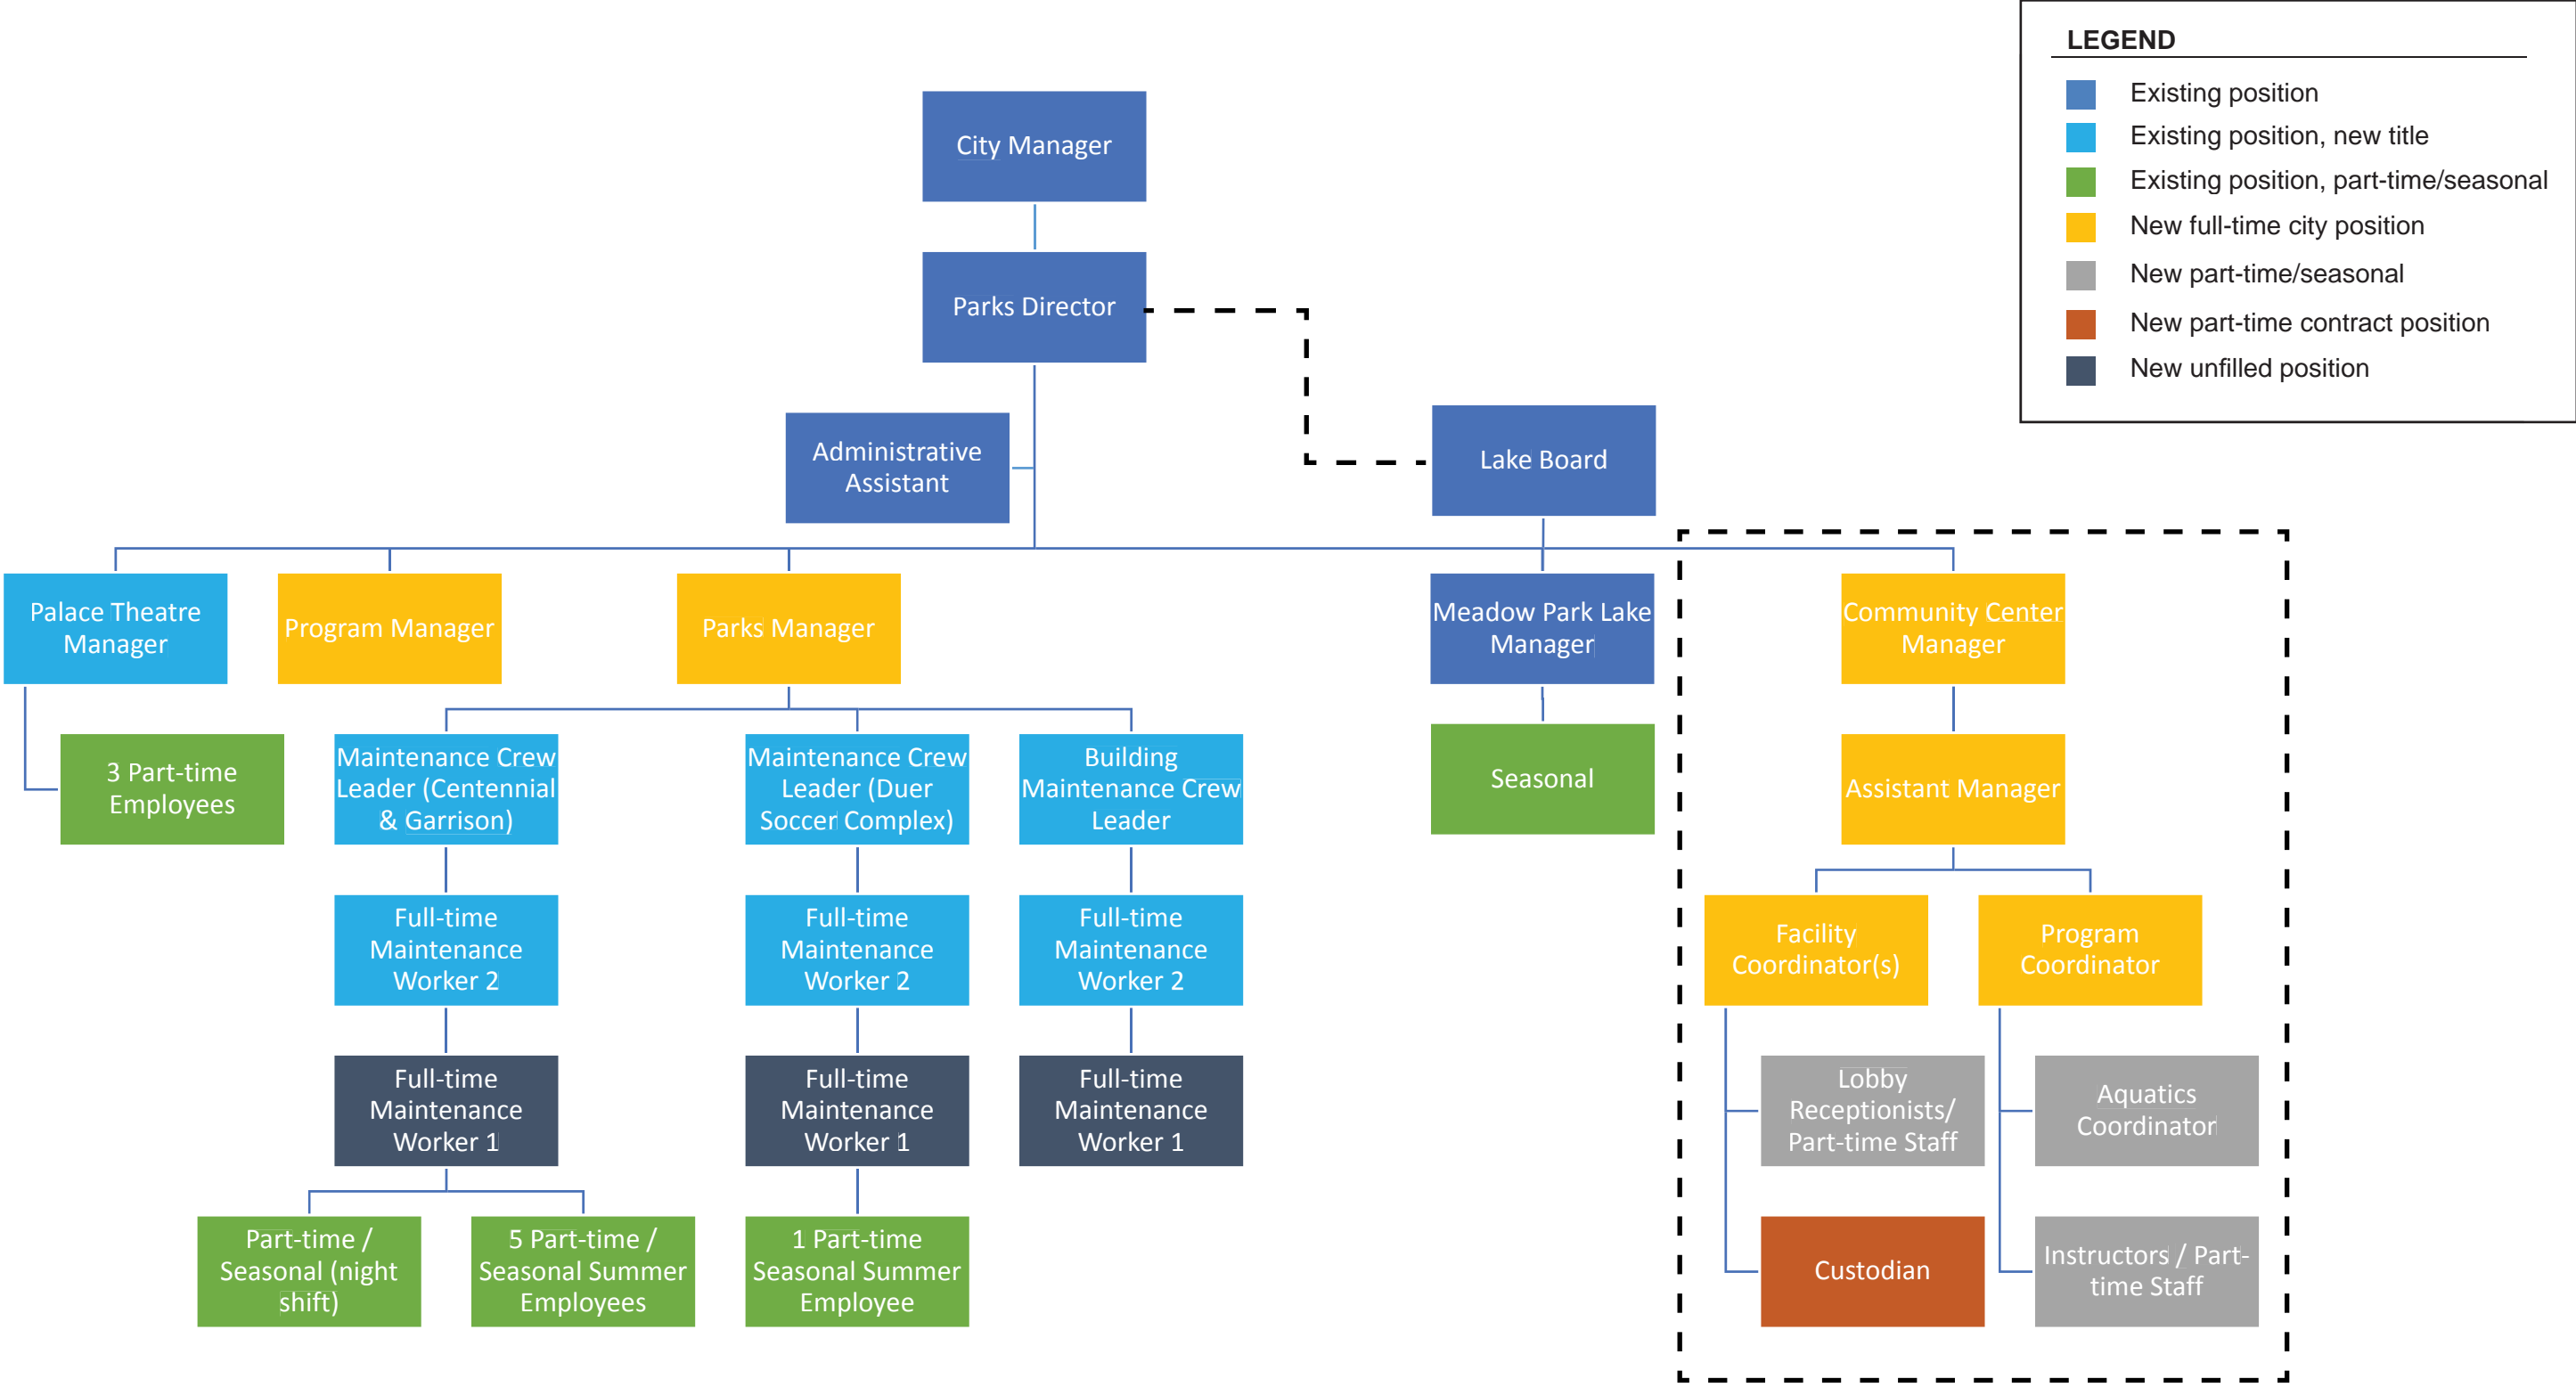 LEGEND
Existing position
Existing position, new title
Existing position, part-time/seasonal
New full-time city position
New part-time/seasonal
New part-time contract position
New unfilled position
City Manager
Parks Director
Administrative
Assistant
Lake Board
Palace Theatre
Manager
Program Manager
Parks Manager
Meadow Park Lake
Manager
Community Center
Manager
3 Part-time
Employees
Maintenance Crew
Leader (Centennial
& Garrison)
Maintenance Crew
Leader (Duer
Soccer Complex)
Building
Maintenance Crew
Leader
Seasonal
Assistant Manager
Full-time
Maintenance
Worker 2
Full-time
Maintenance
Worker 2
Full-time
Maintenance
Worker 2
Facility
Coordinator(s)
Program
Coordinator
Full-time
Maintenance
Worker 1
Full-time
Maintenance
Worker 1
Full-time
Maintenance
Worker 1
Lobby
Receptionists/
Part-time Staff
Aquatics
Coordinator
Part-time /
Seasonal (night
shift)
5 Part-time /
Seasonal Summer
Employees
1 Part-time
Seasonal Summer
Employee
Custodian
Instructors / Part-
time Staff